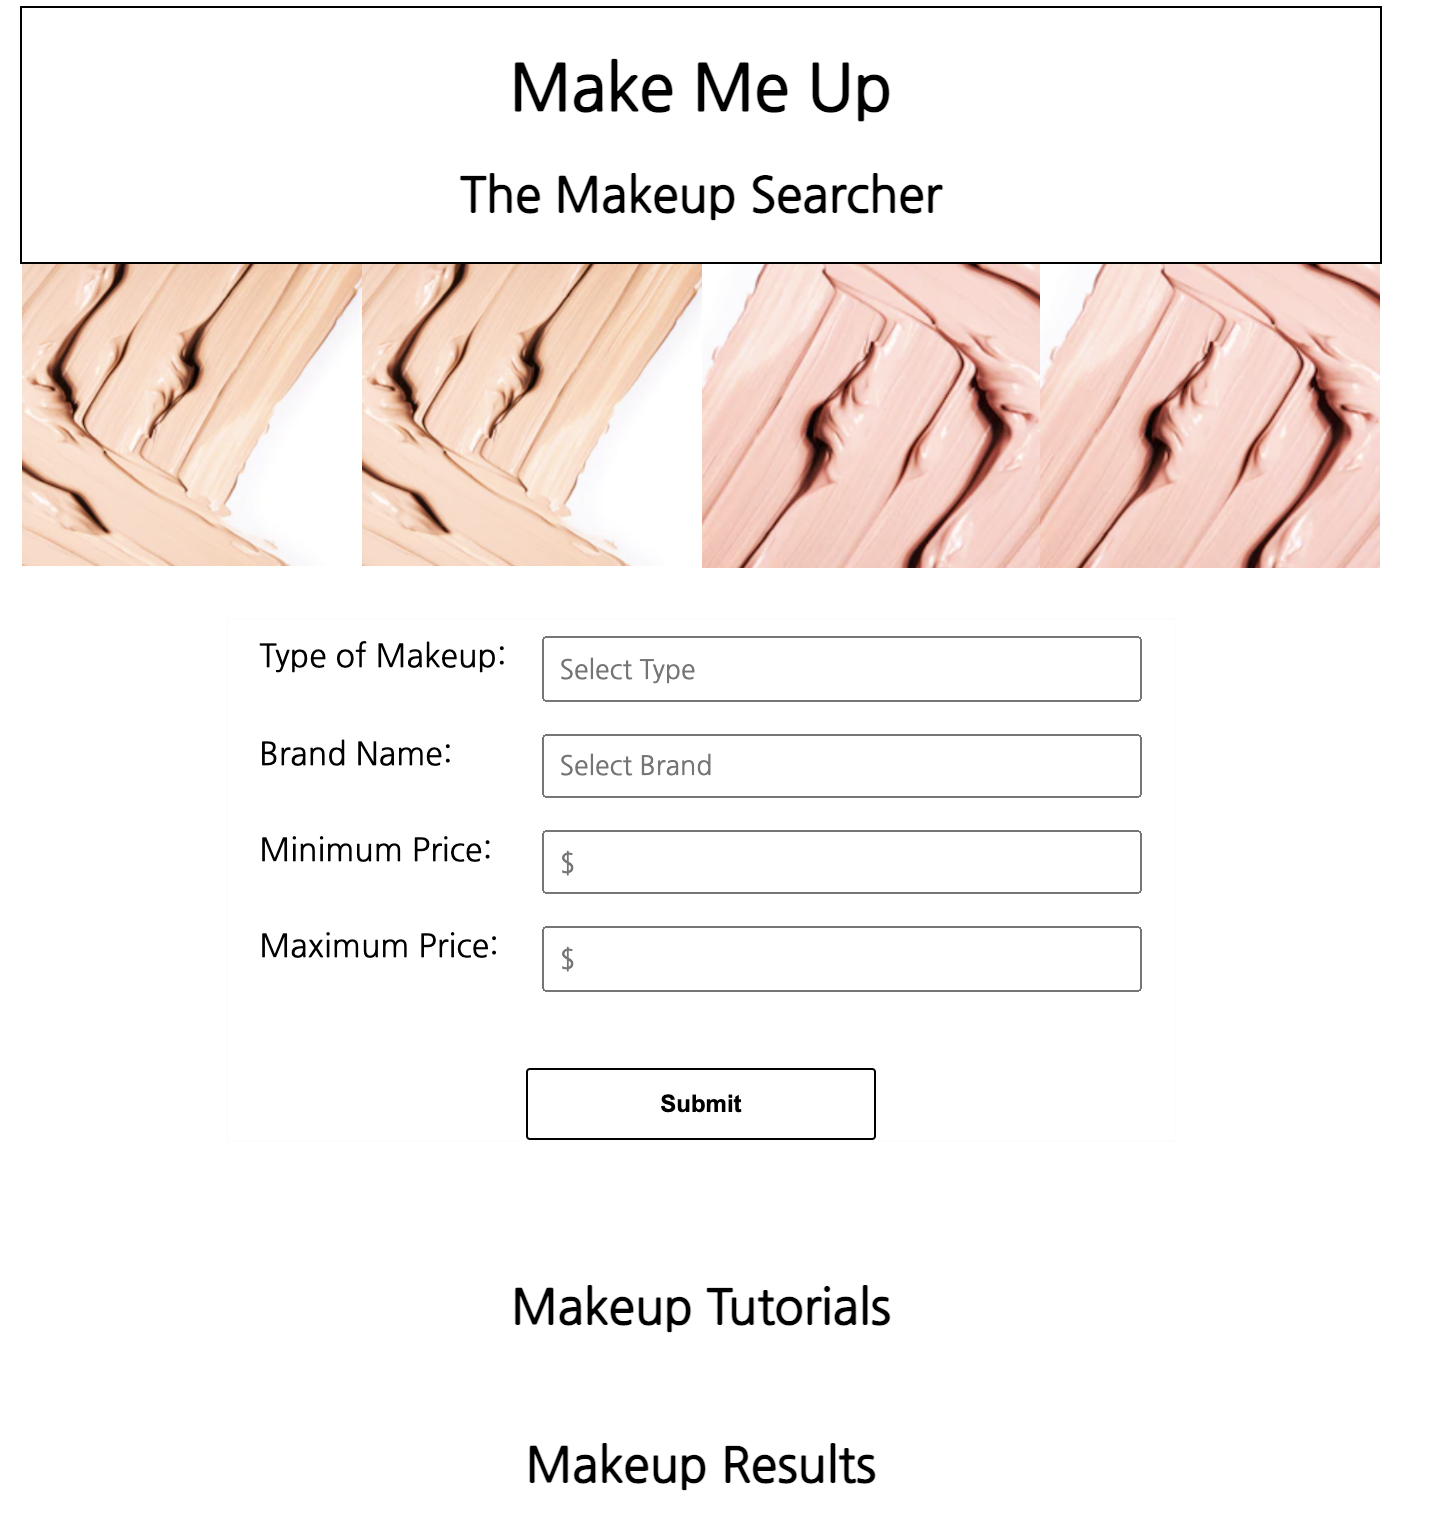 Make Me Up
The Makeup Searcher
Type of Makeup: Select Type
Brand Name: Select Brand
Minimum Price: $
Maximum Price: $
Submit
Makeup Tutorials
Makeup Results